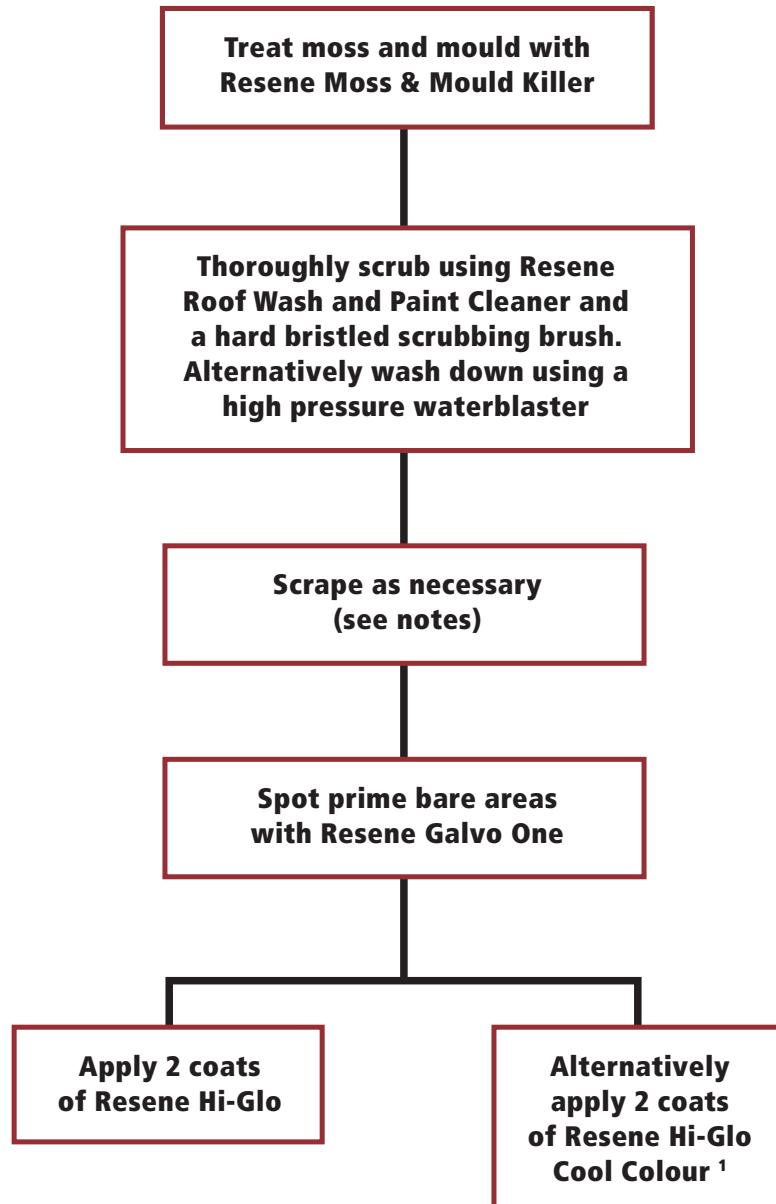 Treat moss and mould with
Resene Moss & Mould Killer
Thoroughly scrub using Resene
Roof Wash and Paint Cleaner and
a hard bristled scrubbing brush.
Alternatively wash down using a
high pressure waterblaster
Scrape as necessary
(see notes)
Spot prime bare areas
with Resene Galvo One
Apply 2 coats
of Resene Hi-Glo
Alternatively
apply 2 coats
of Resene Hi-Glo
Cool Colour ¹